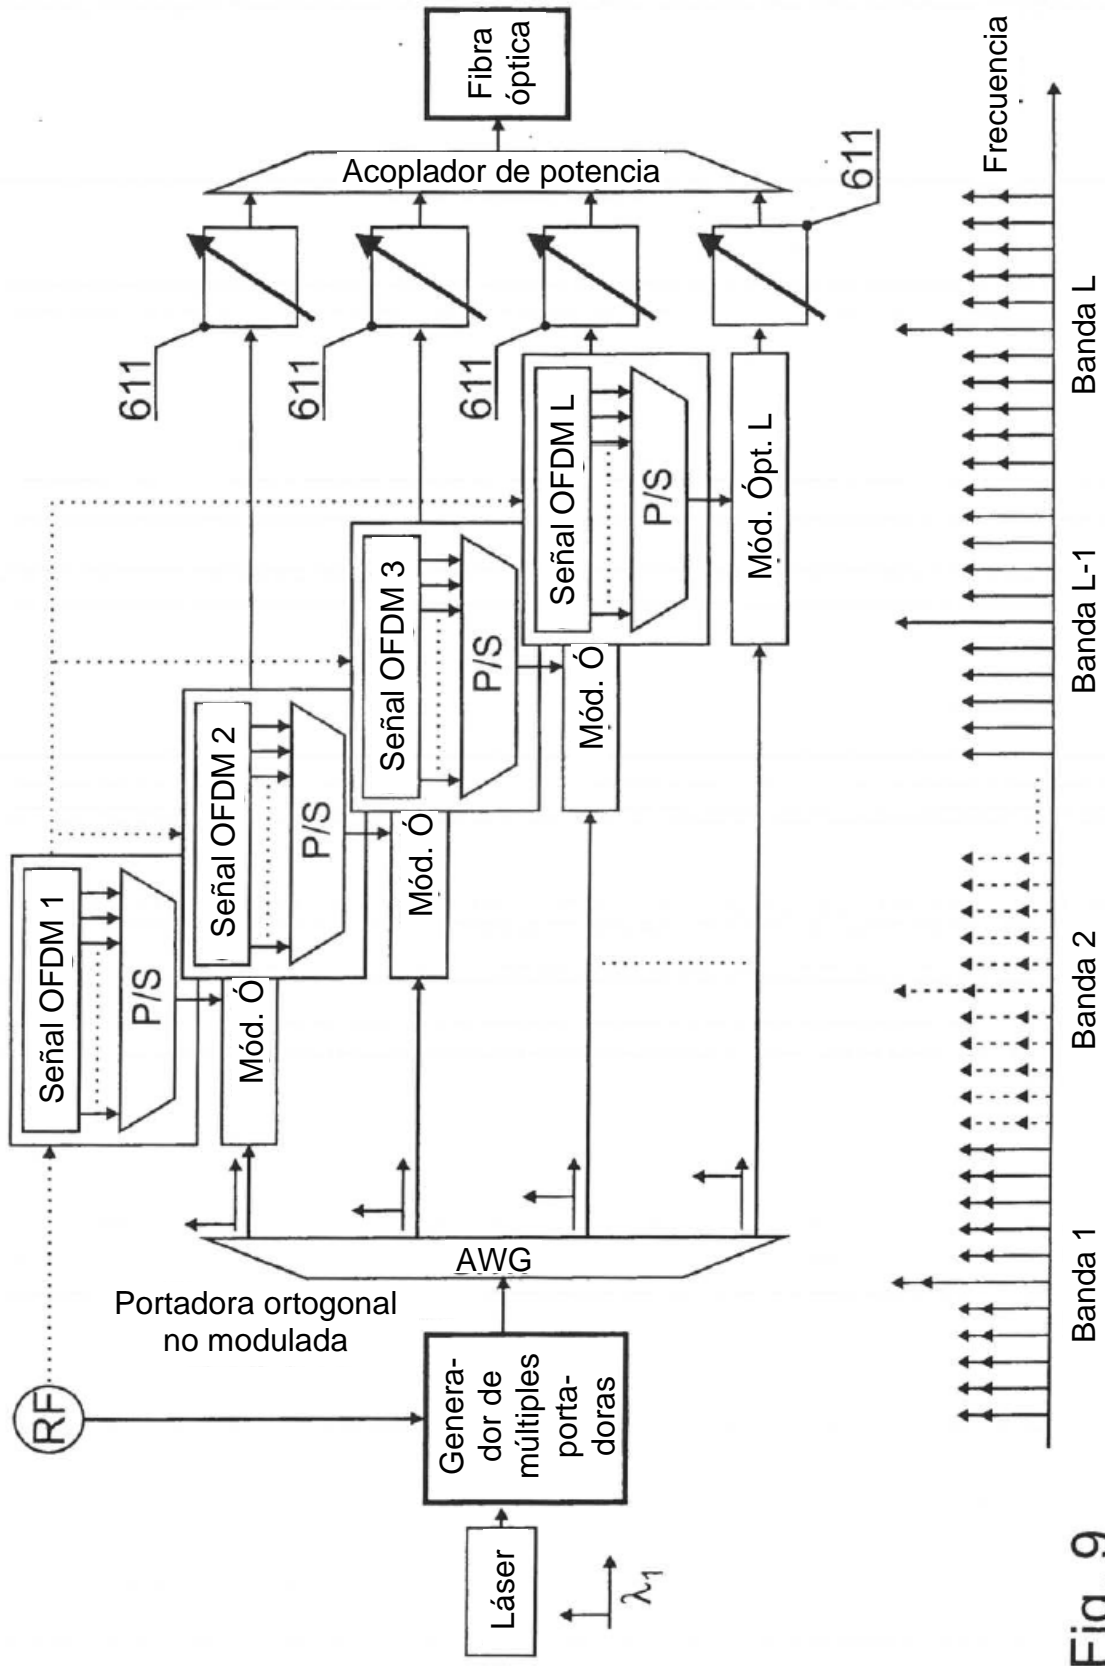 Láser
λ1
RF
Genera-
dor de
múltiples
porta-
doras
Portadora ortogonal
no modulada
AWG
Señal OFDM 1
P/S
Mód. Ó
Señal OFDM 2
P/S
Mód. Ó
Señal OFDM 3
P/S
Mód. Ó
Señal OFDM L
P/S
Mód. Ópt. L
611
611
611
611
Acoplador de potencia
Fibra
óptica
Frecuencia
Banda 1
Banda 2
Banda L-1
Banda L
Fig. 9